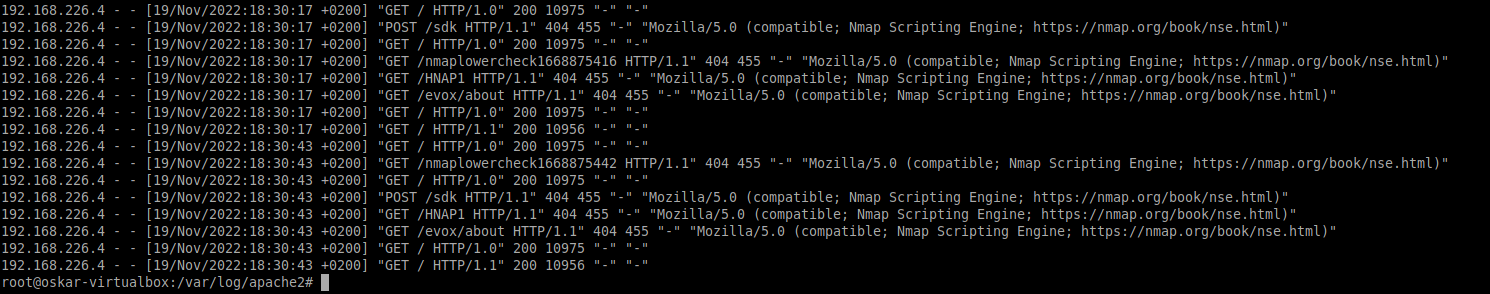 192.168.226.4 - - [19/Nov/2022:18:30:17 +0200] "GET / HTTP/1.0" 200 10975 "-" "-"
192.168.226.4 - - [19/Nov/2022:18:30:17 +0200] "POST /sdk HTTP/1.1" 404 455 "-" "Mozilla/5.0 (compatible; Nmap Scripting Engine; https://nmap.org/book/nse.html)"
192.168.226.4 - - [19/Nov/2022:18:30:17 +0200] "GET / HTTP/1.0" 200 10975 "-" "-"
192.168.226.4 - - [19/Nov/2022:18:30:17 +0200] "GET /nmaplowercheck1668875416 HTTP/1.1" 404 455 "-" "Mozilla/5.0 (compatible; Nmap Scripting Engine; https://nmap.org/book/nse.html)"
192.168.226.4 - - [19/Nov/2022:18:30:17 +0200] "GET /HNAP1 HTTP/1.1" 404 455 "-" "Mozilla/5.0 (compatible; Nmap Scripting Engine; https://nmap.org/book/nse.html)"
192.168.226.4 - - [19/Nov/2022:18:30:17 +0200] "GET /evox/about HTTP/1.1" 404 455 "-" "Mozilla/5.0 (compatible; Nmap Scripting Engine; https://nmap.org/book/nse.html)"
192.168.226.4 - - [19/Nov/2022:18:30:17 +0200] "GET / HTTP/1.0" 200 10975 "-" "-"
192.168.226.4 - - [19/Nov/2022:18:30:17 +0200] "GET / HTTP/1.1" 200 10956 "-" "-"
192.168.226.4 - - [19/Nov/2022:18:30:43 +0200] "GET / HTTP/1.0" 200 10975 "-" "-"
192.168.226.4 - - [19/Nov/2022:18:30:43 +0200] "GET /nmaplowercheck1668875442 HTTP/1.1" 404 455 "-" "Mozilla/5.0 (compatible; Nmap Scripting Engine; https://nmap.org/book/nse.html)"
192.168.226.4 - - [19/Nov/2022:18:30:43 +0200] "GET / HTTP/1.0" 200 10975 "-" "-"
192.168.226.4 - - [19/Nov/2022:18:30:43 +0200] "POST /sdk HTTP/1.1" 404 455 "-" "Mozilla/5.0 (compatible; Nmap Scripting Engine; https://nmap.org/book/nse.html)"
192.168.226.4 - - [19/Nov/2022:18:30:43 +0200] "GET /HNAP1 HTTP/1.1" 404 455 "-" "Mozilla/5.0 (compatible; Nmap Scripting Engine; https://nmap.org/book/nse.html)"
192.168.226.4 - - [19/Nov/2022:18:30:43 +0200] "GET /evox/about HTTP/1.1" 404 455 "-" "Mozilla/5.0 (compatible; Nmap Scripting Engine; https://nmap.org/book/nse.html)"
192.168.226.4 - - [19/Nov/2022:18:30:43 +0200] "GET / HTTP/1.0" 200 10975 "-" "-"
192.168.226.4 - - [19/Nov/2022:18:30:43 +0200] "GET / HTTP/1.1" 200 10956 "-" "-"
root@oskar-virtualbox:/var/log/apache2#